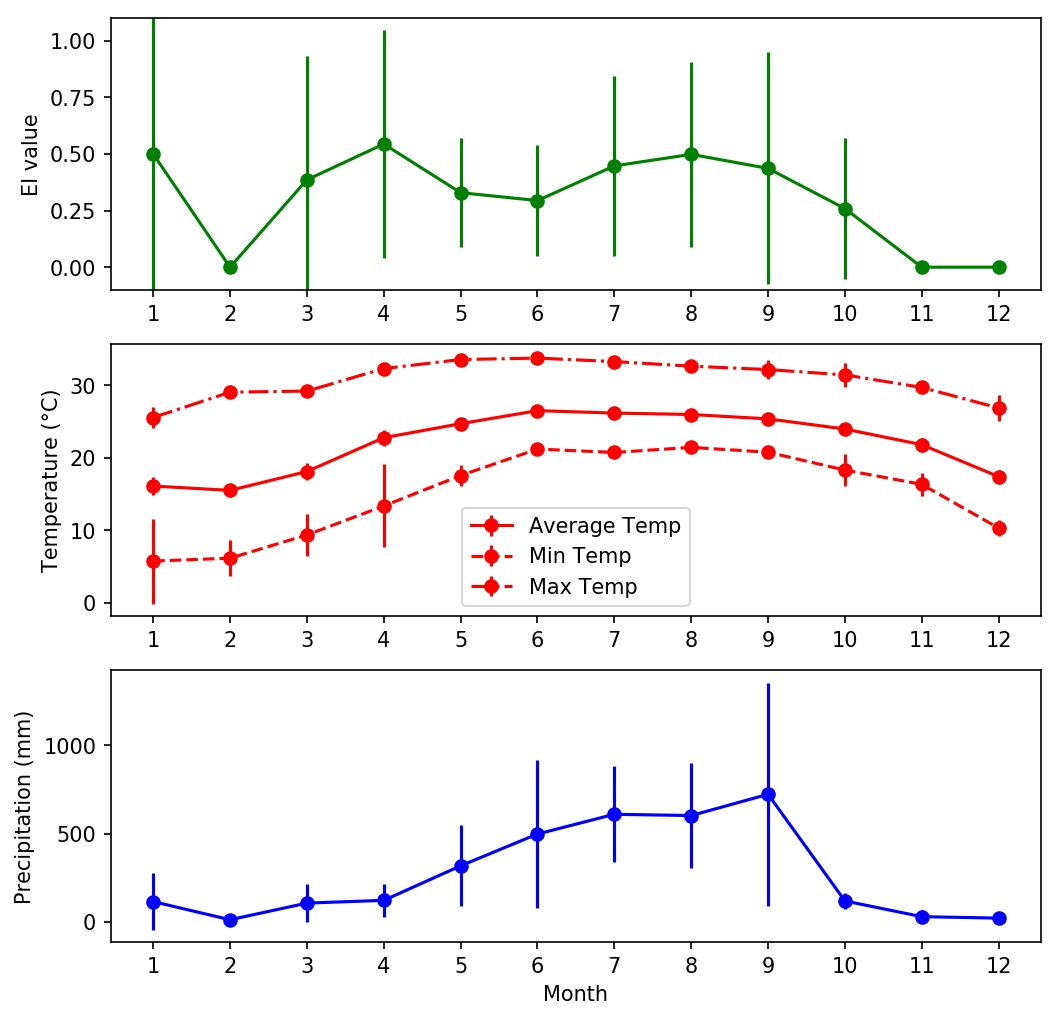 EI value
1.00
0.75
0.50
0.25
0.00
1 2 3 4 5 6 7 8 9 10 11 12
Temperature (°C)
30
20
10
0
Average Temp
Min Temp
Max Temp
1 2 3 4 5 6 7 8 9 10 11 12
Precipitation (mm)
1000
500
0
1 2 3 4 5 6 7 8 9 10 11 12
Month